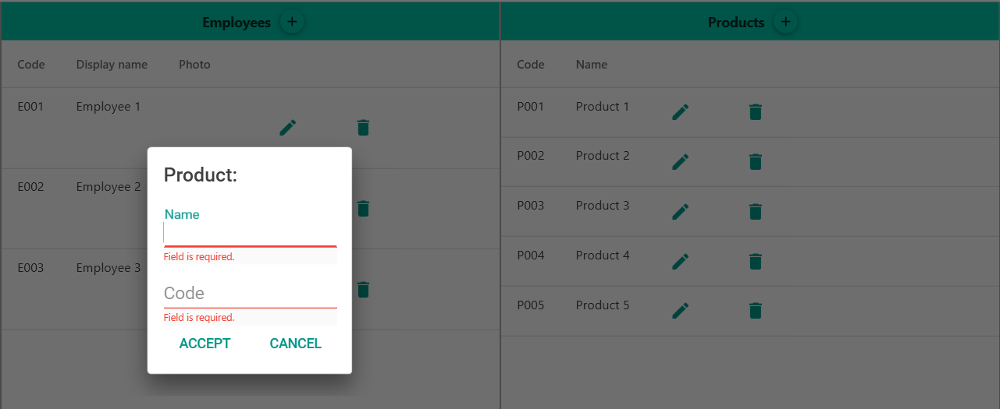 Employees +
Products +
Code Display name Photo
Code Name
E001 Employee 1
P001 Product 1
P002 Product 2
E002 Employee 2
P003 Product 3
P004 Product 4
E003 Employee 3
P005 Product 5
Product:
Name
Field is required.
Code
Field is required.
ACCEPT CANCEL